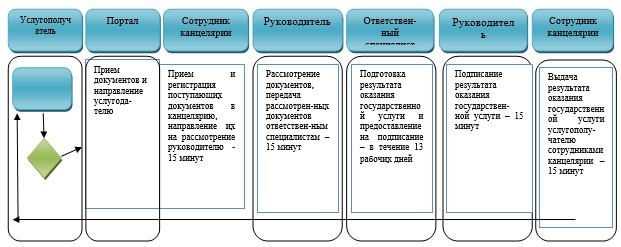 Услугополуч
атель
Портал
Сотрудник
канцелярии
Руководитель
Ответствен-
ный
специалист
Руководител
ь
Сотрудник
канцелярии
Прием
документов и
направление
услугода-
телю
Прием и
регистрация
поступающих
документов в
канцелярию,
направление их
на рассмотрение
руководителю -
15 минут
Рассмотрение
документов,
передача
рассмотрен-ных
документов
ответствен-ным
специалистам –
15 минут
Подготовка
результата
оказания
государственно
й услуги и
предоставление
на подписание
– в течение 13
рабочих дней
Подписание
результата
оказания
государствен-
ной услуги – 15
минут
Выдача
результата
оказания
государственн
ой услуги
услугополу-
чателю
сотрудниками
канцелярии –
15 минут